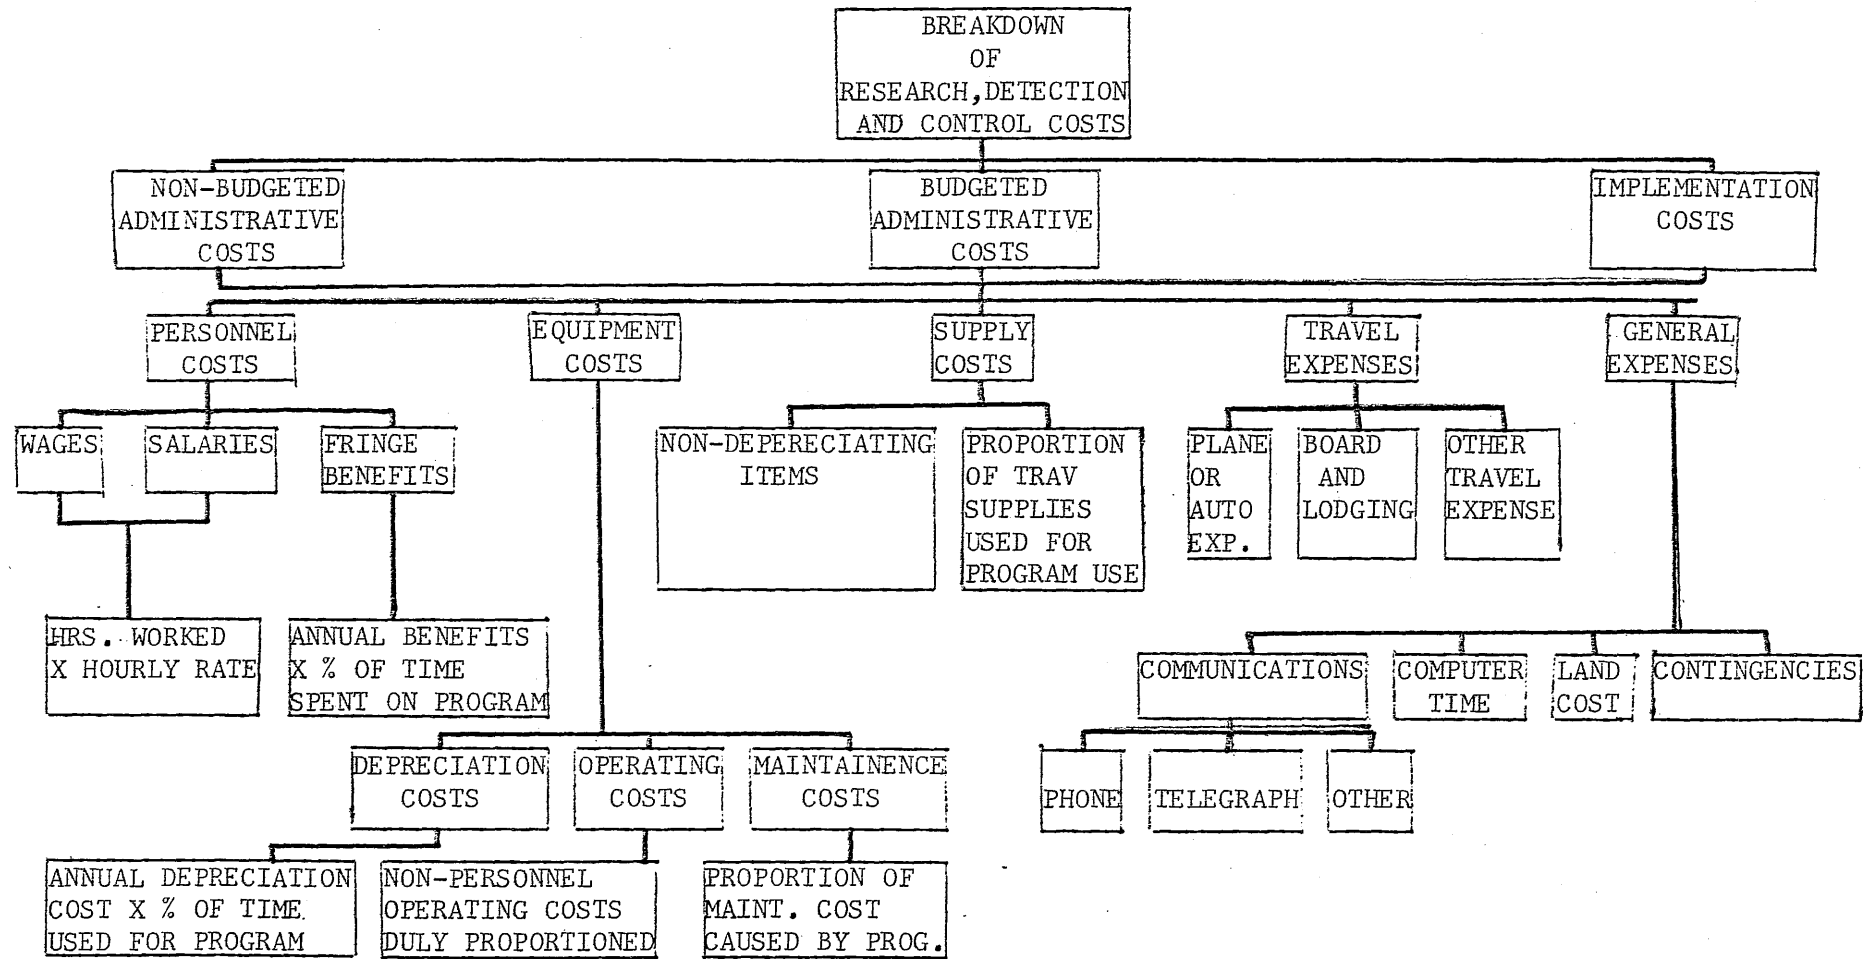 BREAKDOWN
OF
RESEARCH, DETECTION
AND CONTROL COSTS
NON-BUDGETED
ADMINISTRATIVE
COSTS
BUDGETED
ADMINISTRATIVE
COSTS
IMPLEMENTATION
COSTS
PERSONNEL
COSTS
EQUIPMENT
COSTS
SUPPLY
COSTS
TRAVEL
EXPENSES
GENERAL
EXPENSES
WAGES
SALARIES
FRINGE
BENEFITS
NON-DEPERECIATING
ITEMS
PROPORTION
OF TRAV
SUPPLIES
USED FOR
PROGRAM USE
PLANE
OR
AUTO
EXP.
BOARD
AND
LODGING
OTHER
TRAVEL
EXPENSE
HRS. WORKED
X HOURLY RATE
ANNUAL BENEFITS
X % OF TIME
SPENT ON PROGRAM
COMMUNICATIONS
COMPUTER
TIME
LAND
COST
CONTINGENCIES
DEPRECIATION
COSTS
OPERATING
COSTS
MAINTAINENCE
COSTS
PHONE
TELEGRAPH
OTHER
ANNUAL DEPRECIATION
COST X % OF TIME
USED FOR PROGRAM
NON-PERSONNEL
OPERATING COSTS
DULY PROPORTIONED
PROPORTION OF
MAINT. COST
CAUSED BY PROG.